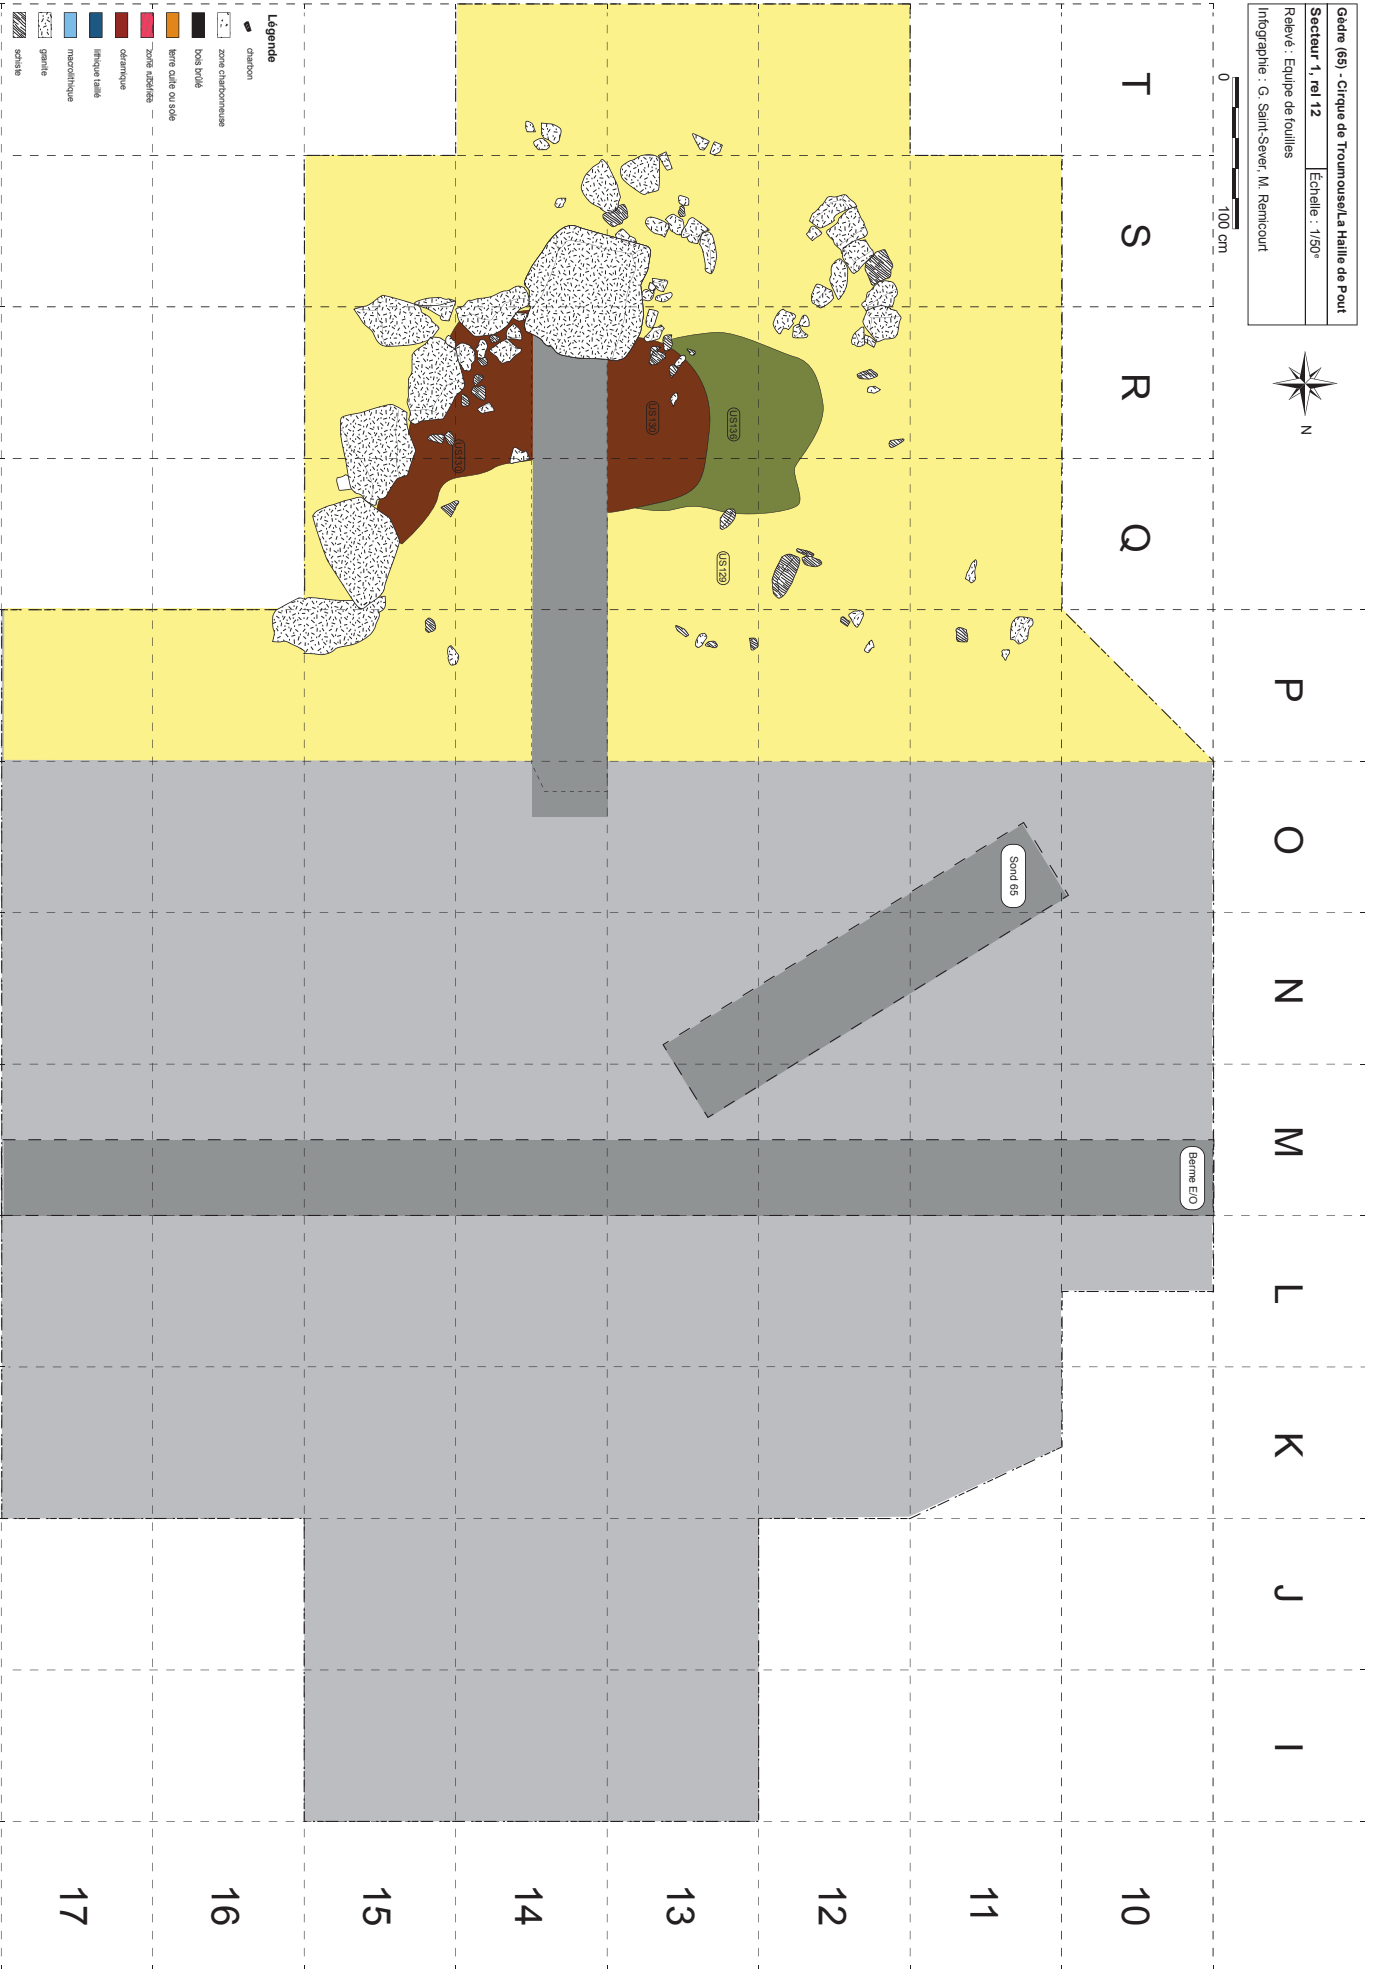 Gèdre (65) - Cirque de Troumouse/La Haille de Pout
Secteur 1, rel 12
Échelle : 1/50°
Relevé : Equipe de fouilles
Infographie : G. Saint-Sever, M. Remicourt
0
100 cm
N
T
S
R
Q
P
O
N
M
L
K
J
I
10
11
12
13
14
15
16
17
US136
US130
US130
US129
Sond 65
Berme E/O
Légende
charbon
zone charbonneuse
bois brûlé
terre cuite ou sole
zone rubéfiée
céramique
lithique taillé
macrolithique
granite
schiste